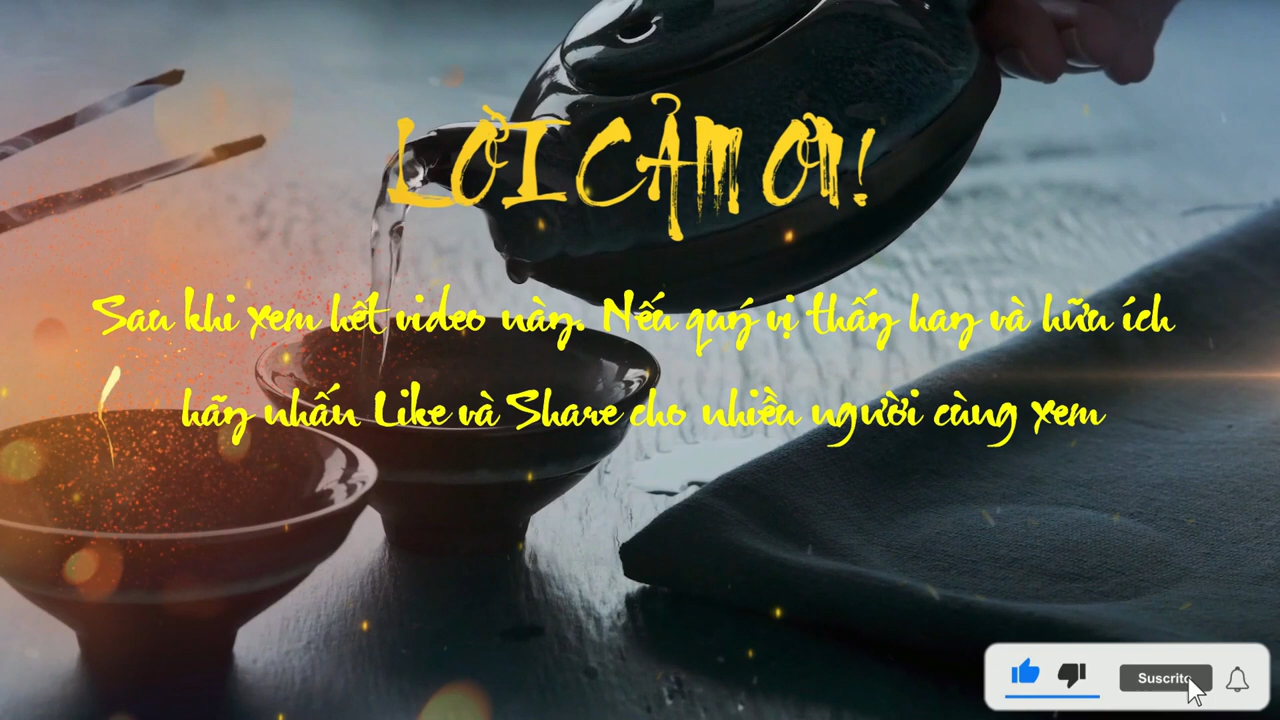 LỜI CẢM ƠN!
Sau khi xem hết video này. Nếu quý vị thấy hay và hữu ích
hãy nhấn Like và Share cho nhiều người cùng xem
Suscrito